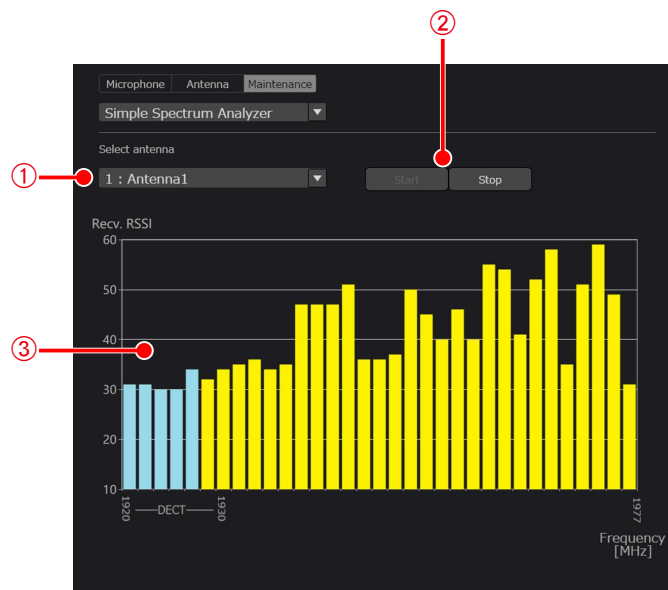 ②
Microphone Antenna Maintenance
Simple Spectrum Analyzer
Select antenna
① 1 : Antenna1 Start Stop
Recv. RSSI
60
50
③ 40
30
20
10
1920 DECT 1930 1977
Frequency
[MHz]